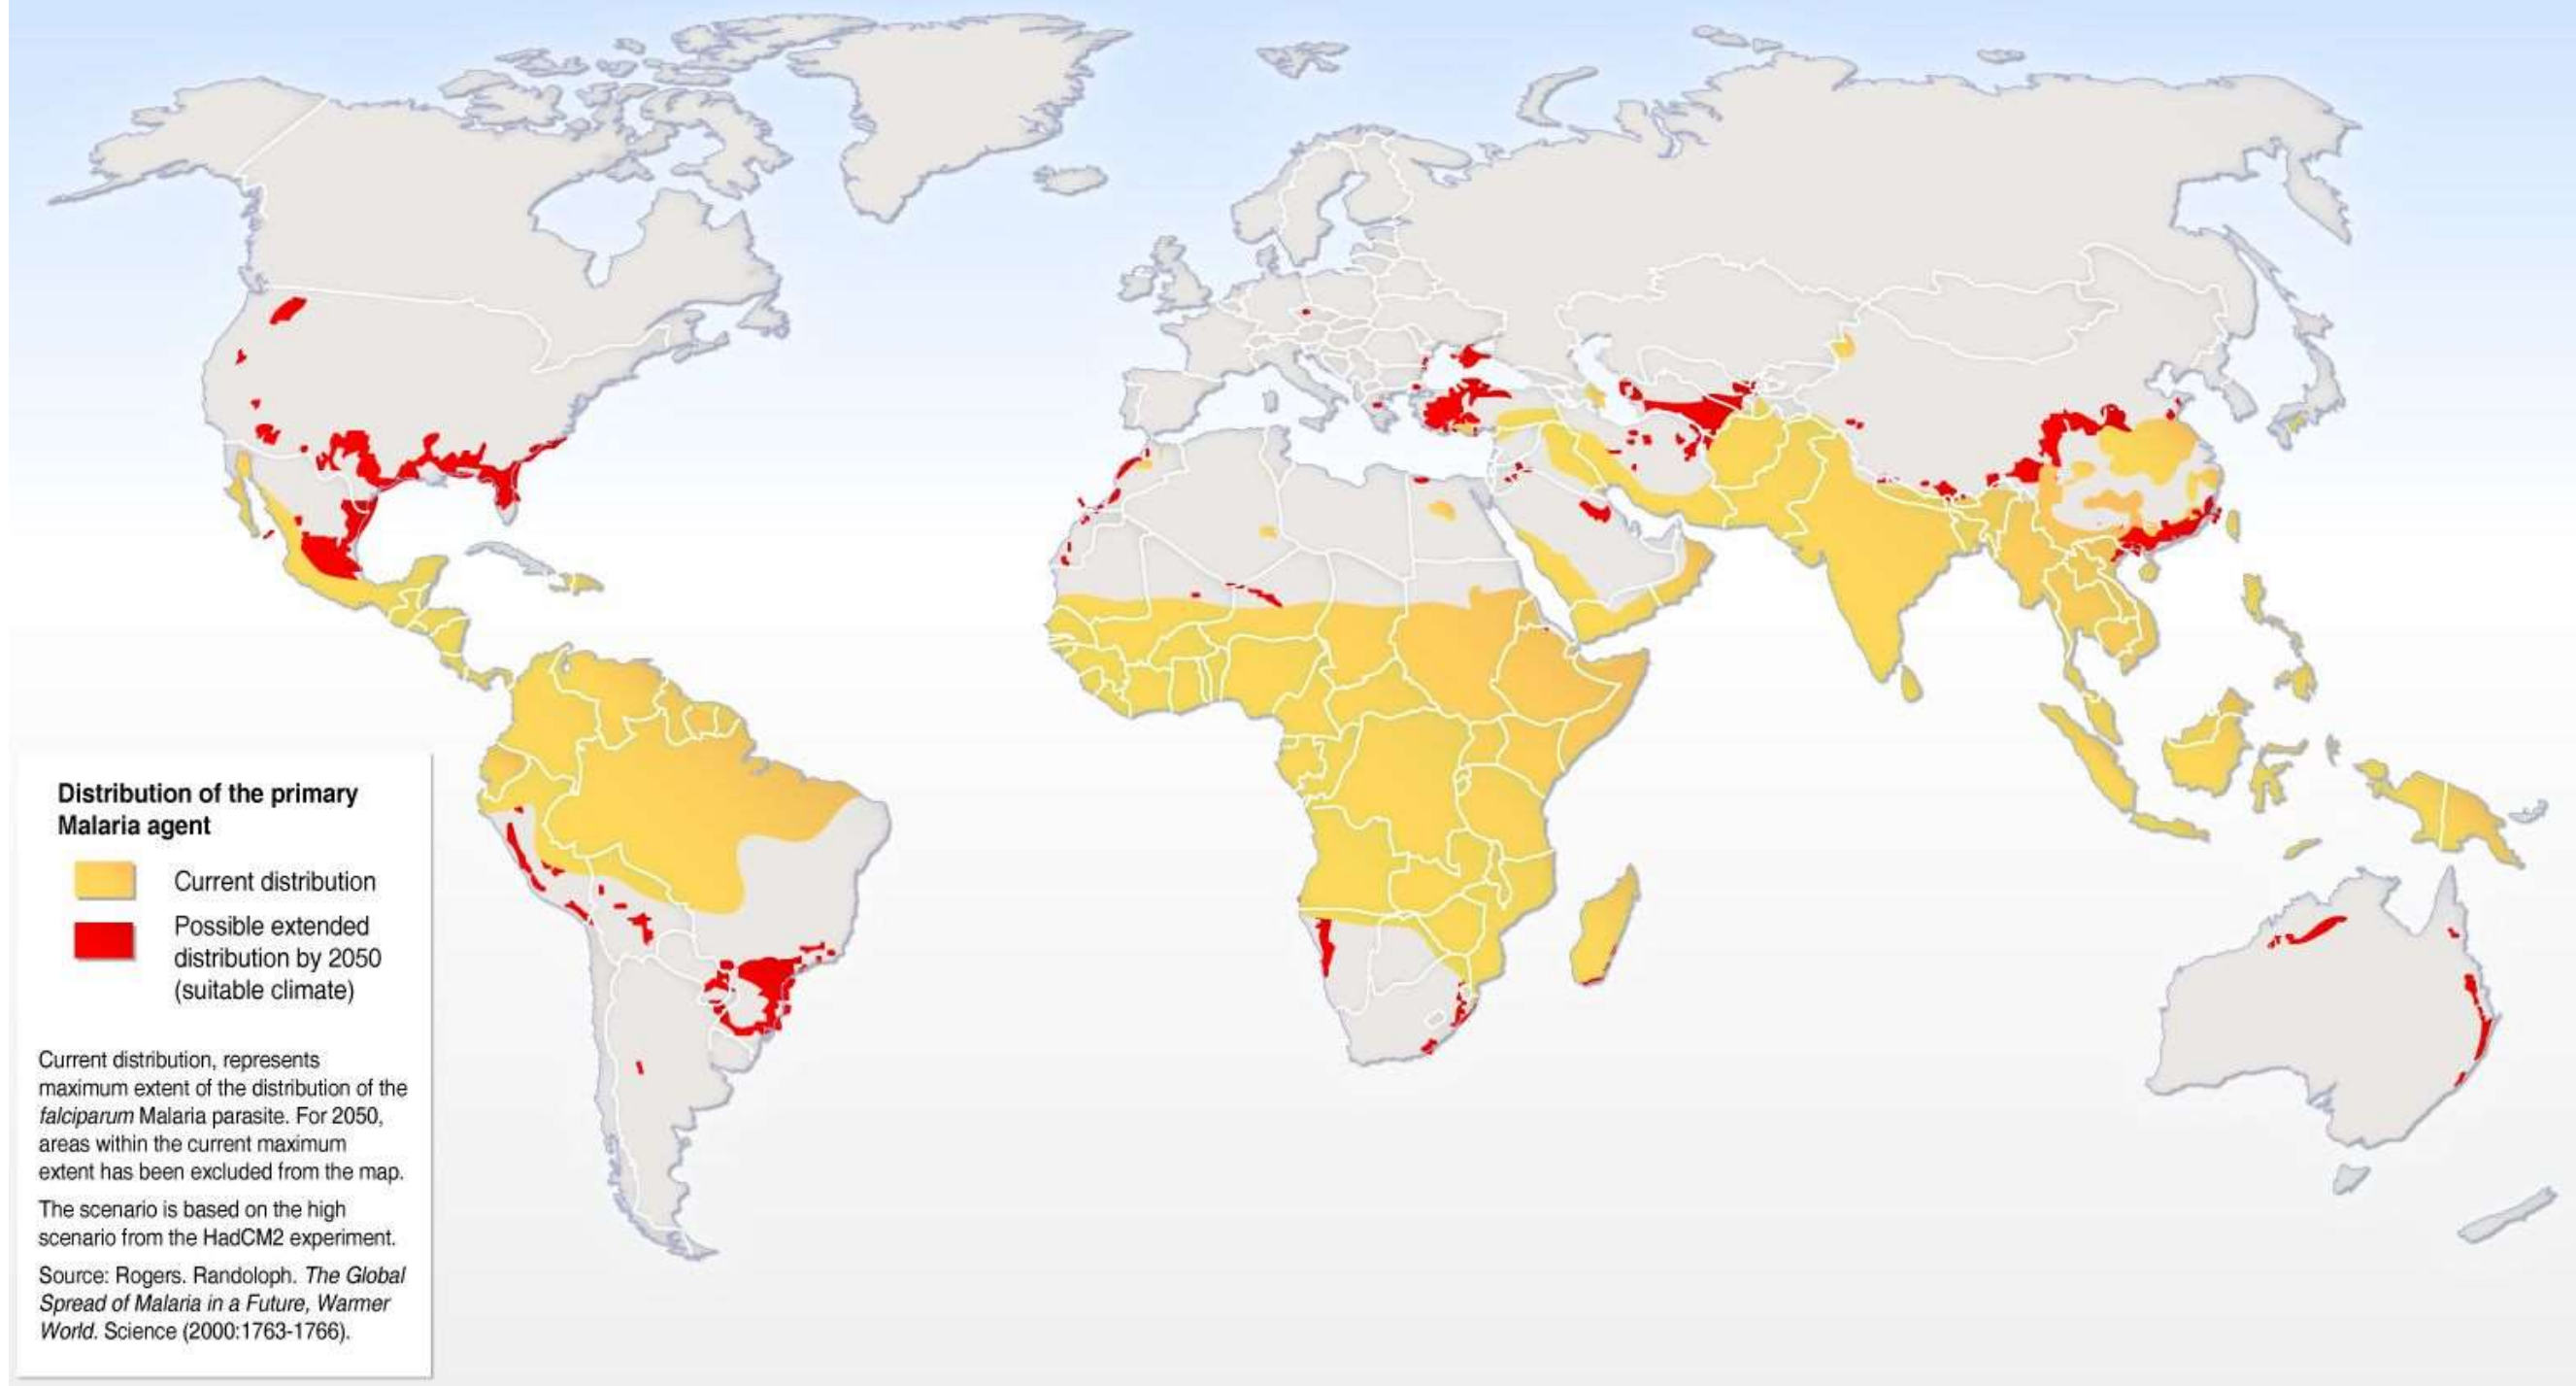 Distribution of the primary
Malaria agent
Current distribution
Possible extended
distribution by 2050
(suitable climate)
Current distribution, represents
maximum extent of the distribution of the
falciparum Malaria parasite. For 2050,
areas within the current maximum
extent has been excluded from the map.
The scenario is based on the high
scenario from the HadCM2 experiment.
Source: Rogers. Randoloph. The Global
Spread of Malaria in a Future, Warmer
World. Science (2000:1763-1766).